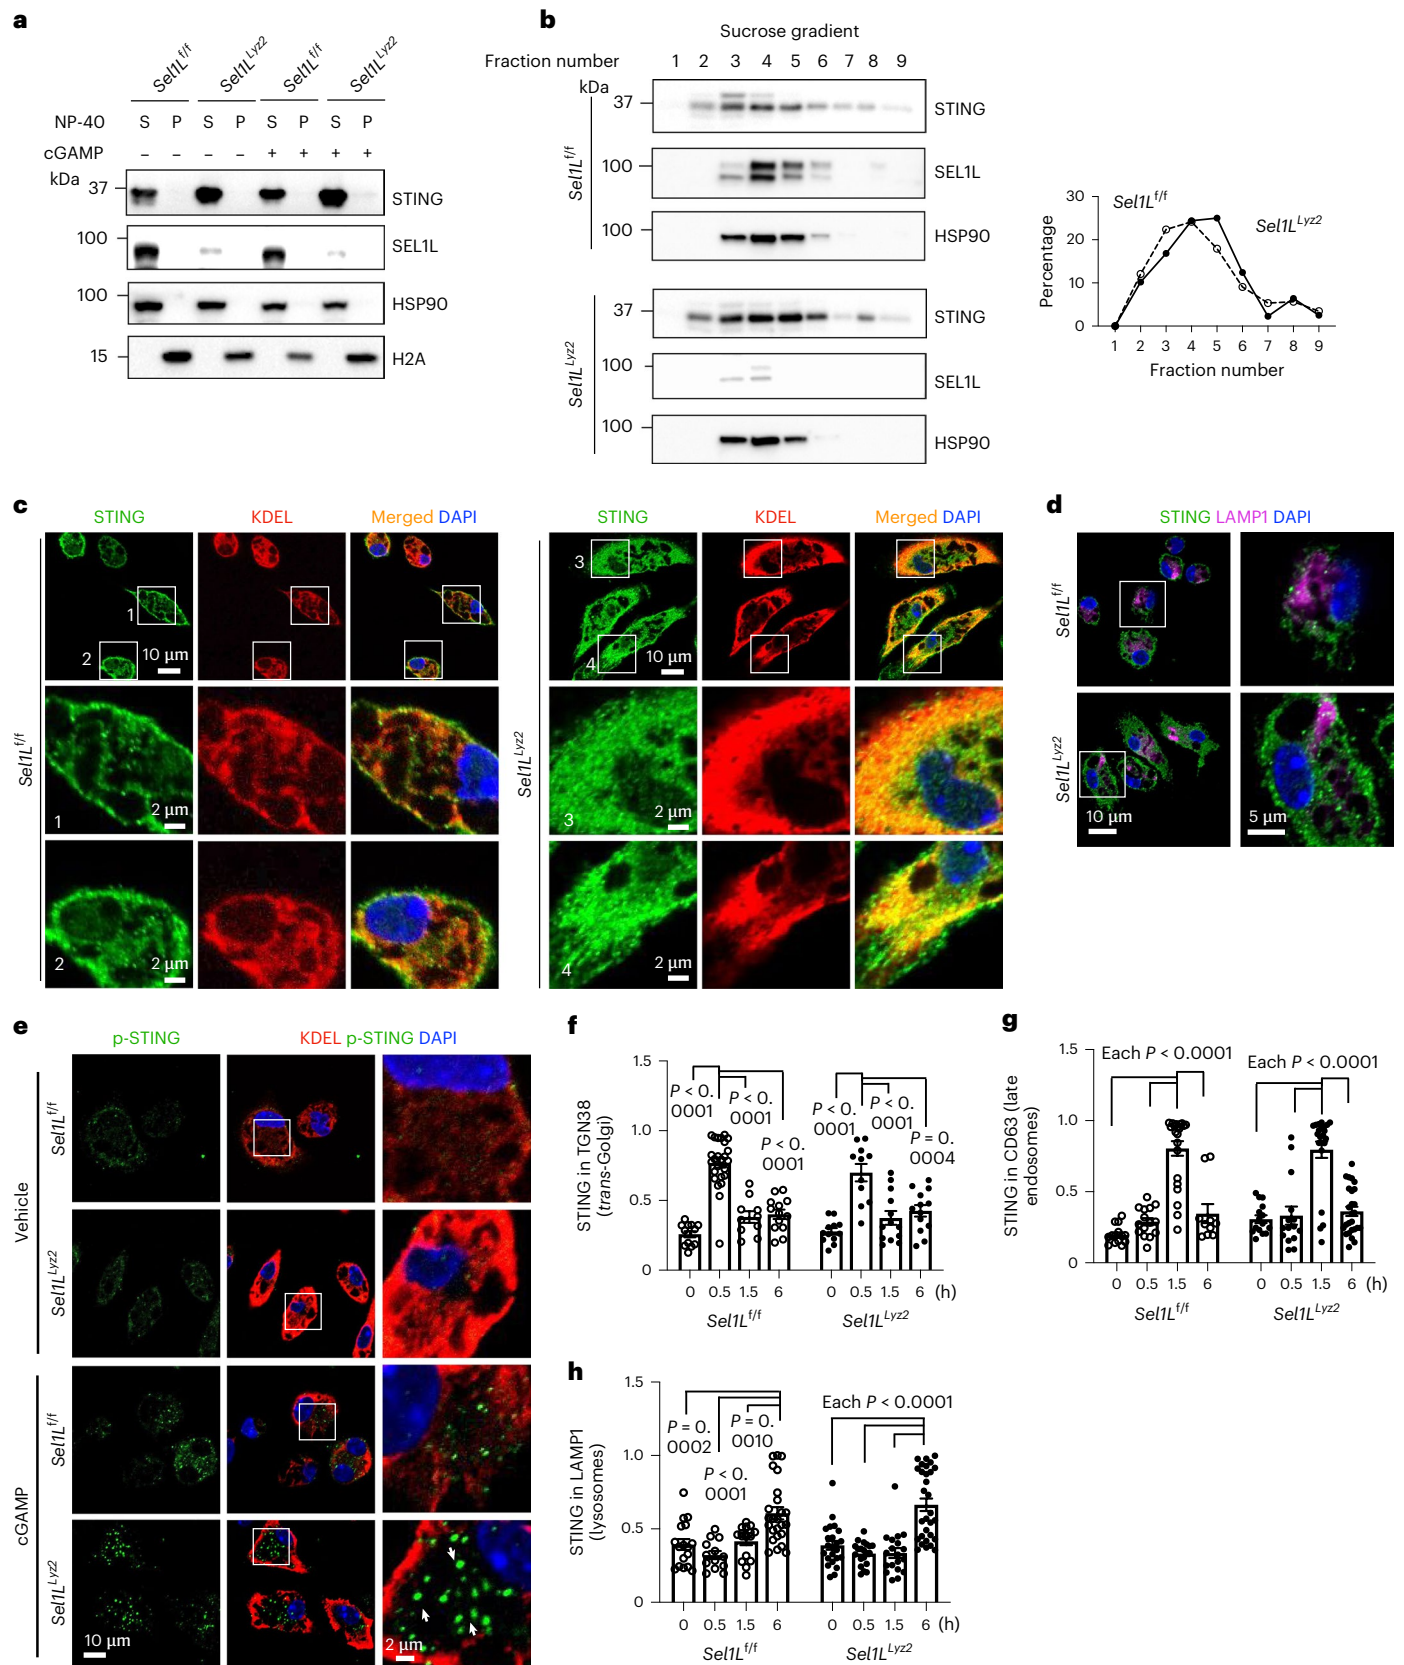 a
Sel1L^f/f Sel1L^Lyz2 Sel1L^f/f Sel1L^Lyz2
NP-40 S P S P S P S P
cGAMP – – – – + + + +
kDa
37 STING
100 SEL1L
100 HSP90
15 H2A
b
Sucrose gradient
Fraction number 1 2 3 4 5 6 7 8 9
kDa
Sel1L^f/f
37 STING
100 SEL1L
100 HSP90
Sel1L^Lyz2
37 STING
100 SEL1L
100 HSP90
Percentage
30
20
10
0
Sel1L^f/f
Sel1L^Lyz2
1 2 3 4 5 6 7 8 9
Fraction number
c
STING KDEL Merged DAPI
Sel1L^f/f
1
2
10 µm
1
2 µm
2
2 µm
STING KDEL Merged DAPI
Sel1L^Lyz2
3
4
10 µm
3
2 µm
4
2 µm
d
STING LAMP1 DAPI
Sel1L^f/f
Sel1L^Lyz2
10 µm
5 µm
e
p-STING KDEL p-STING DAPI
Vehicle
Sel1L^f/f
Sel1L^Lyz2
cGAMP
Sel1L^f/f
Sel1L^Lyz2
10 µm
2 µm
f
STING in TGN38
(trans-Golgi)
1.5
1.0
0.5
0
P < 0.
0001
P < 0.
0001
P < 0.
0001
P < 0.
0001
P < 0.
0001
P = 0.
0004
0 0.5 1.5 6 0 0.5 1.5 6 (h)
Sel1L^f/f Sel1L^Lyz2
g
STING in CD63 (late
endosomes)
1.5
1.0
0.5
0
Each P < 0.0001
Each P < 0.0001
0 0.5 1.5 6 0 0.5 1.5 6 (h)
Sel1L^f/f Sel1L^Lyz2
h
STING in LAMP1
(lysosomes)
1.5
1.0
0.5
0
P = 0.
0002
P = 0.
0010
P < 0.
0001
Each P < 0.0001
0 0.5 1.5 6 0 0.5 1.5 6 (h)
Sel1L^f/f Sel1L^Lyz2